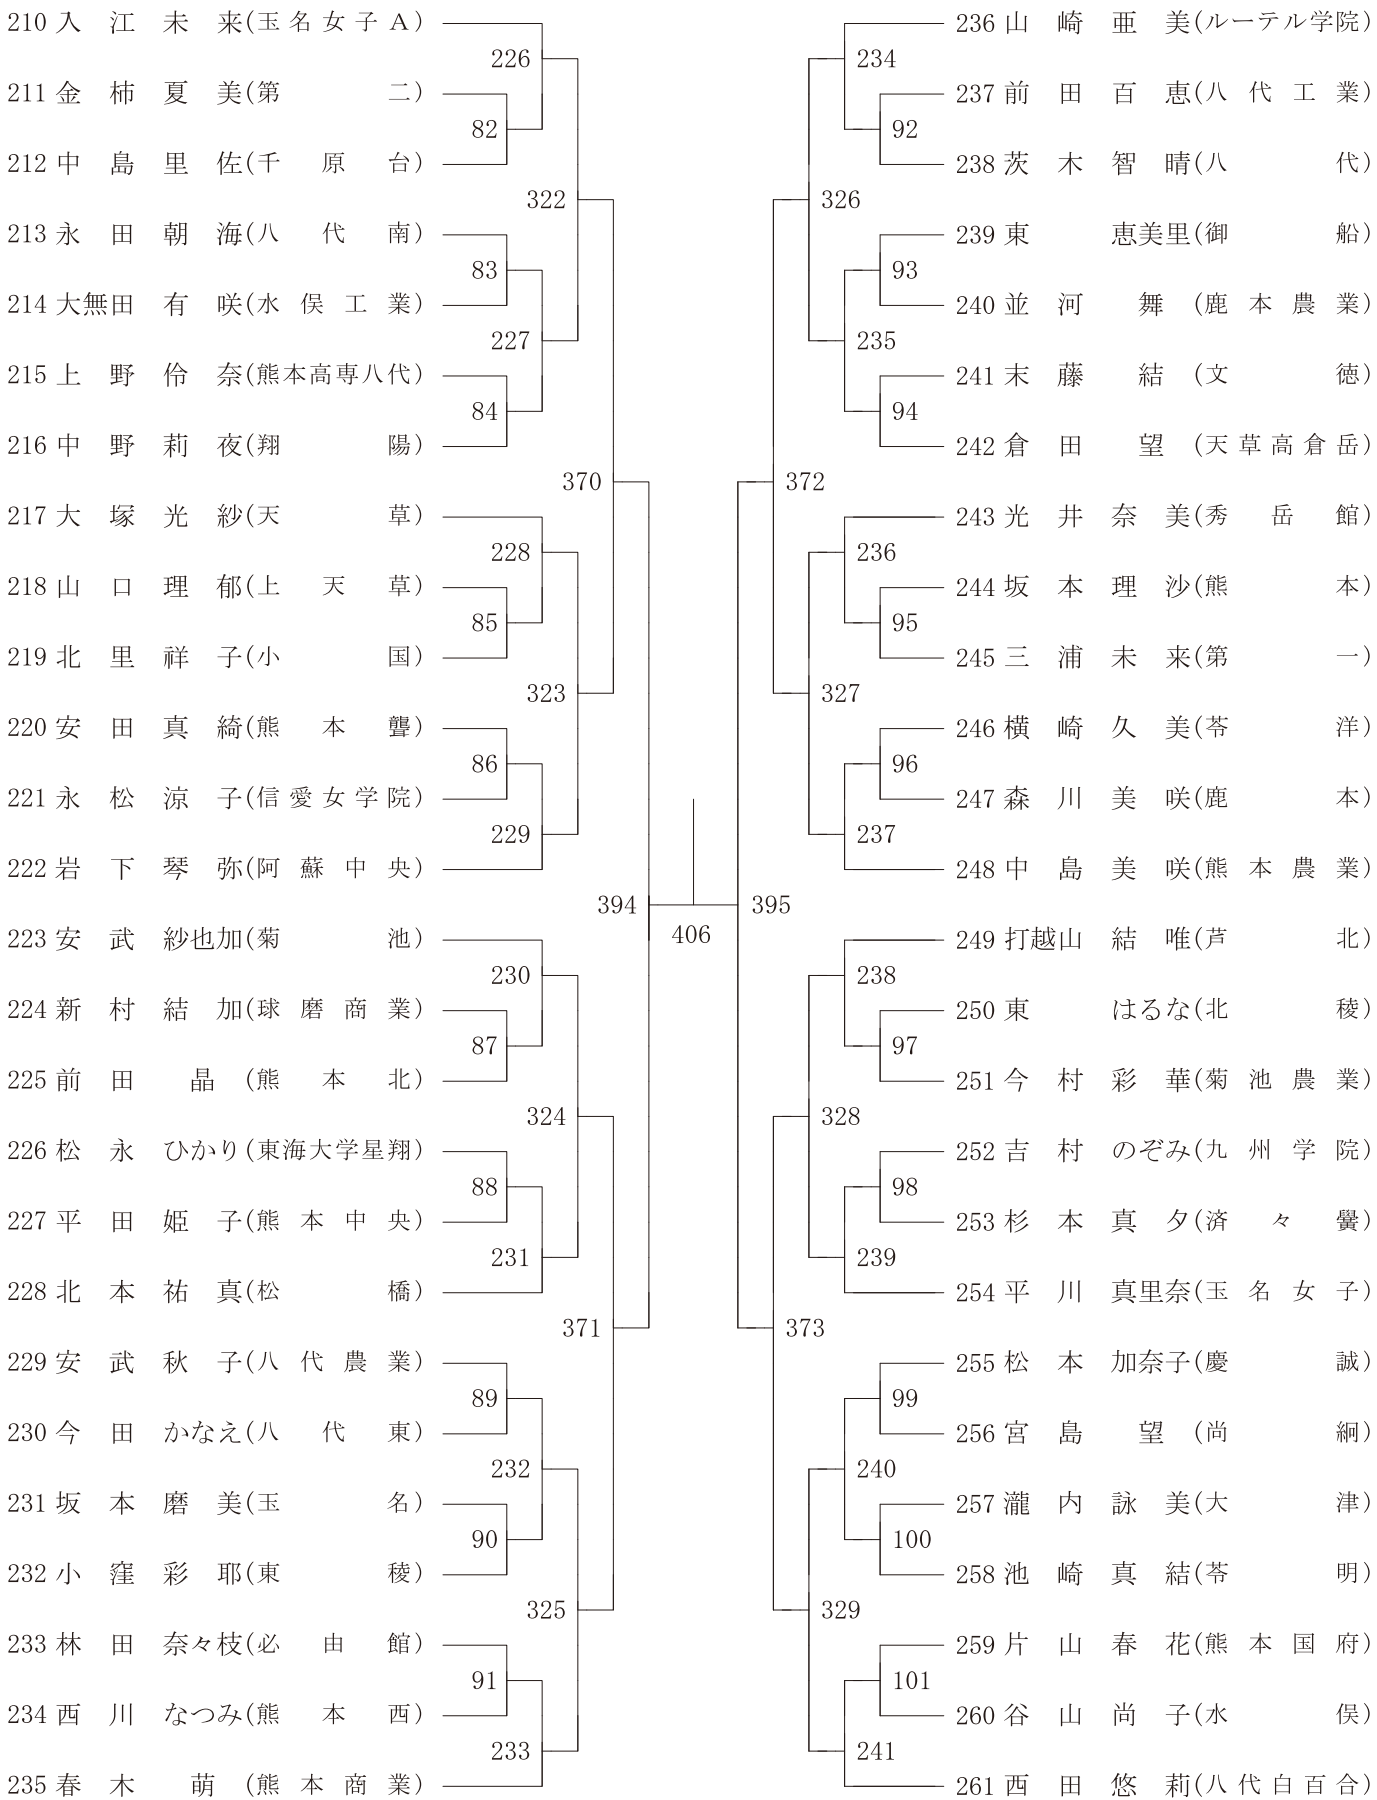 210 入江未来(玉名女子A)
211 金柿夏美(第二)
212 中島里佐(千原台)
213 永田朝海(八代南)
214 大無田有咲(水俣工業)
215 上野伶奈(熊本高専八代)
216 中野莉夜(翔陽)
217 大塚光紗(天草)
218 山口理郁(上天草)
219 北里祥子(小国)
220 安田真綺(熊本聾)
221 永松涼子(信愛女学院)
222 岩下琴弥(阿蘇中央)
223 安武紗也加(菊池)
224 新村結加(球磨商業)
225 前田晶(熊本北)
226 松永ひかり(東海大学星翔)
227 平田姫子(熊本中央)
228 北本祐真(松橋)
229 安武秋子(八代農業)
230 今田かなえ(八代東)
231 坂本磨美(玉名)
232 小窪彩耶(東稜)
233 林田奈々枝(必由館)
234 西川なつみ(熊本西)
235 春木萌(熊本商業)
226
82
322
83
227
84
370
228
85
323
86
229
394
230
87
324
88
231
371
89
232
90
325
91
233
406
234
92
326
93
235
94
372
236
95
327
96
237
395
238
97
328
98
239
373
99
240
100
329
101
241
236 山崎亜美(ルーテル学院)
237 前田百恵(八代工業)
238 茨木智晴(八代)
239 東恵美里(御船)
240 並河舞(鹿本農業)
241 末藤結(文徳)
242 倉田望(天草高倉岳)
243 光井奈美(秀岳館)
244 坂本理沙(熊本)
245 三浦未来(第一)
246 横崎久美(苓洋)
247 森川美咲(鹿本)
248 中島美咲(熊本農業)
249 打越山結唯(芦北)
250 東はるな(北稜)
251 今村彩華(菊池農業)
252 吉村のぞみ(九州学院)
253 杉本真夕(済々黌)
254 平川真里奈(玉名女子)
255 松本加奈子(慶誠)
256 宮島望(尚絅)
257 瀧内詠美(大津)
258 池崎真結(苓明)
259 片山春花(熊本国府)
260 谷山尚子(水俣)
261 西田悠莉(八代白百合)